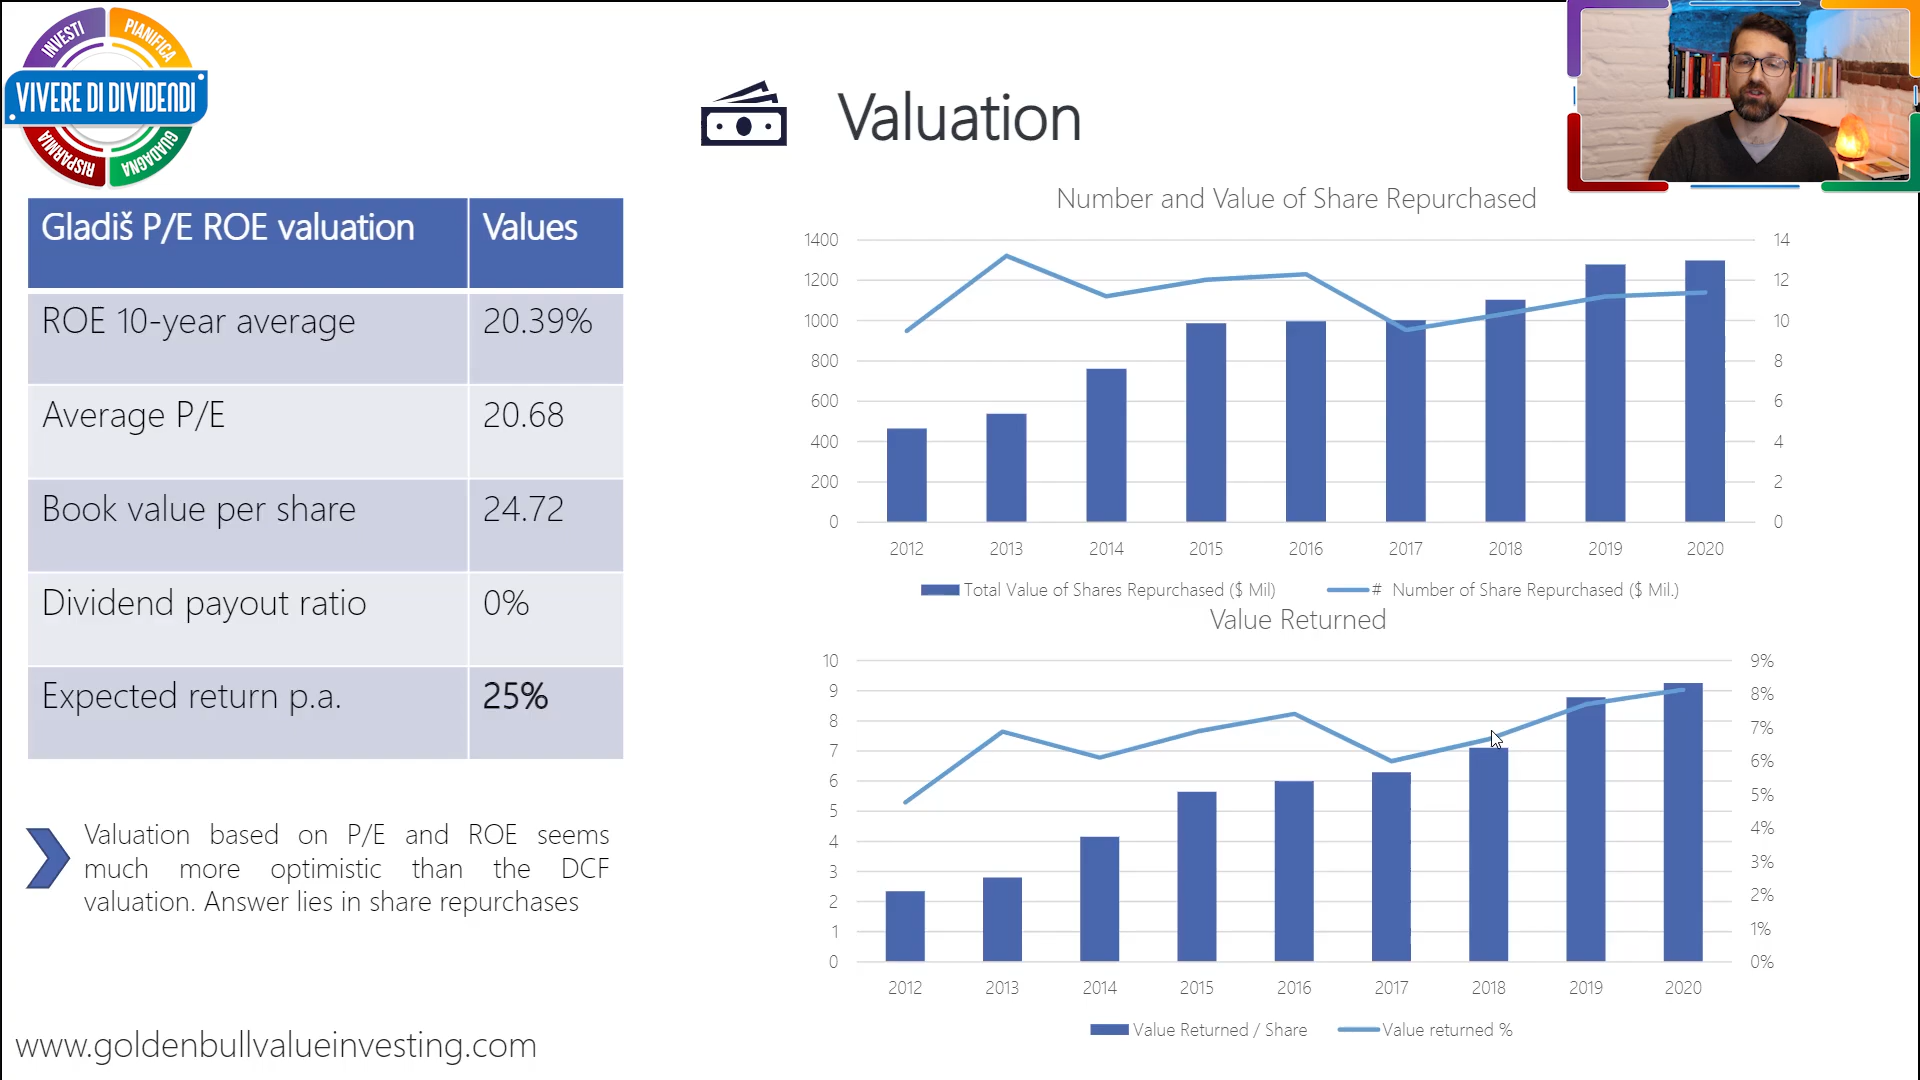 INVESTI
PIANIFICA
VIVERE DI DIVIDENDI
RISPARMIA
GUADAGNA
Valuation
Gladiš P/E ROE valuation Values
ROE 10-year average 20.39%
Average P/E 20.68
Book value per share 24.72
Dividend payout ratio 0%
Expected return p.a. 25%
Valuation based on P/E and ROE seems
much more optimistic than the DCF
valuation. Answer lies in share repurchases
www.goldenbullvalueinvesting.com
Number and Value of Share Repurchased
1400 14
1200 12
1000 10
800 8
600 6
400 4
200 2
0 0
2012 2013 2014 2015 2016 2017 2018 2019 2020
Total Value of Shares Repurchased ($ Mil) # Number of Share Repurchased ($ Mil.)
Value Returned
10 9%
9 8%
8 7%
7 6%
6 5%
5 4%
4 3%
3 2%
2 1%
1 0%
0
2012 2013 2014 2015 2016 2017 2018 2019 2020
Value Returned / Share Value returned %